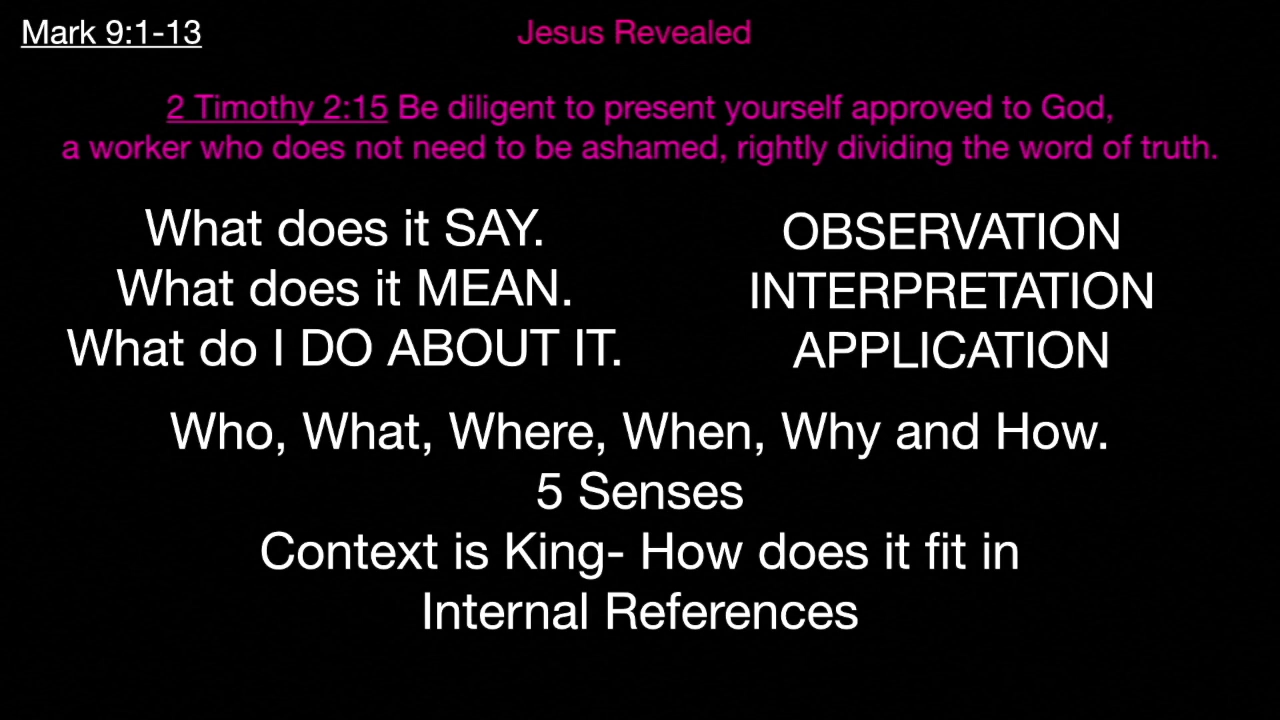 Mark 9:1-13
Jesus Revealed
2 Timothy 2:15 Be diligent to present yourself approved to God,
a worker who does not need to be ashamed, rightly dividing the word of truth.
What does it SAY.
What does it MEAN.
What do I DO ABOUT IT.
OBSERVATION
INTERPRETATION
APPLICATION
Who, What, Where, When, Why and How.
5 Senses
Context is King- How does it fit in
Internal References